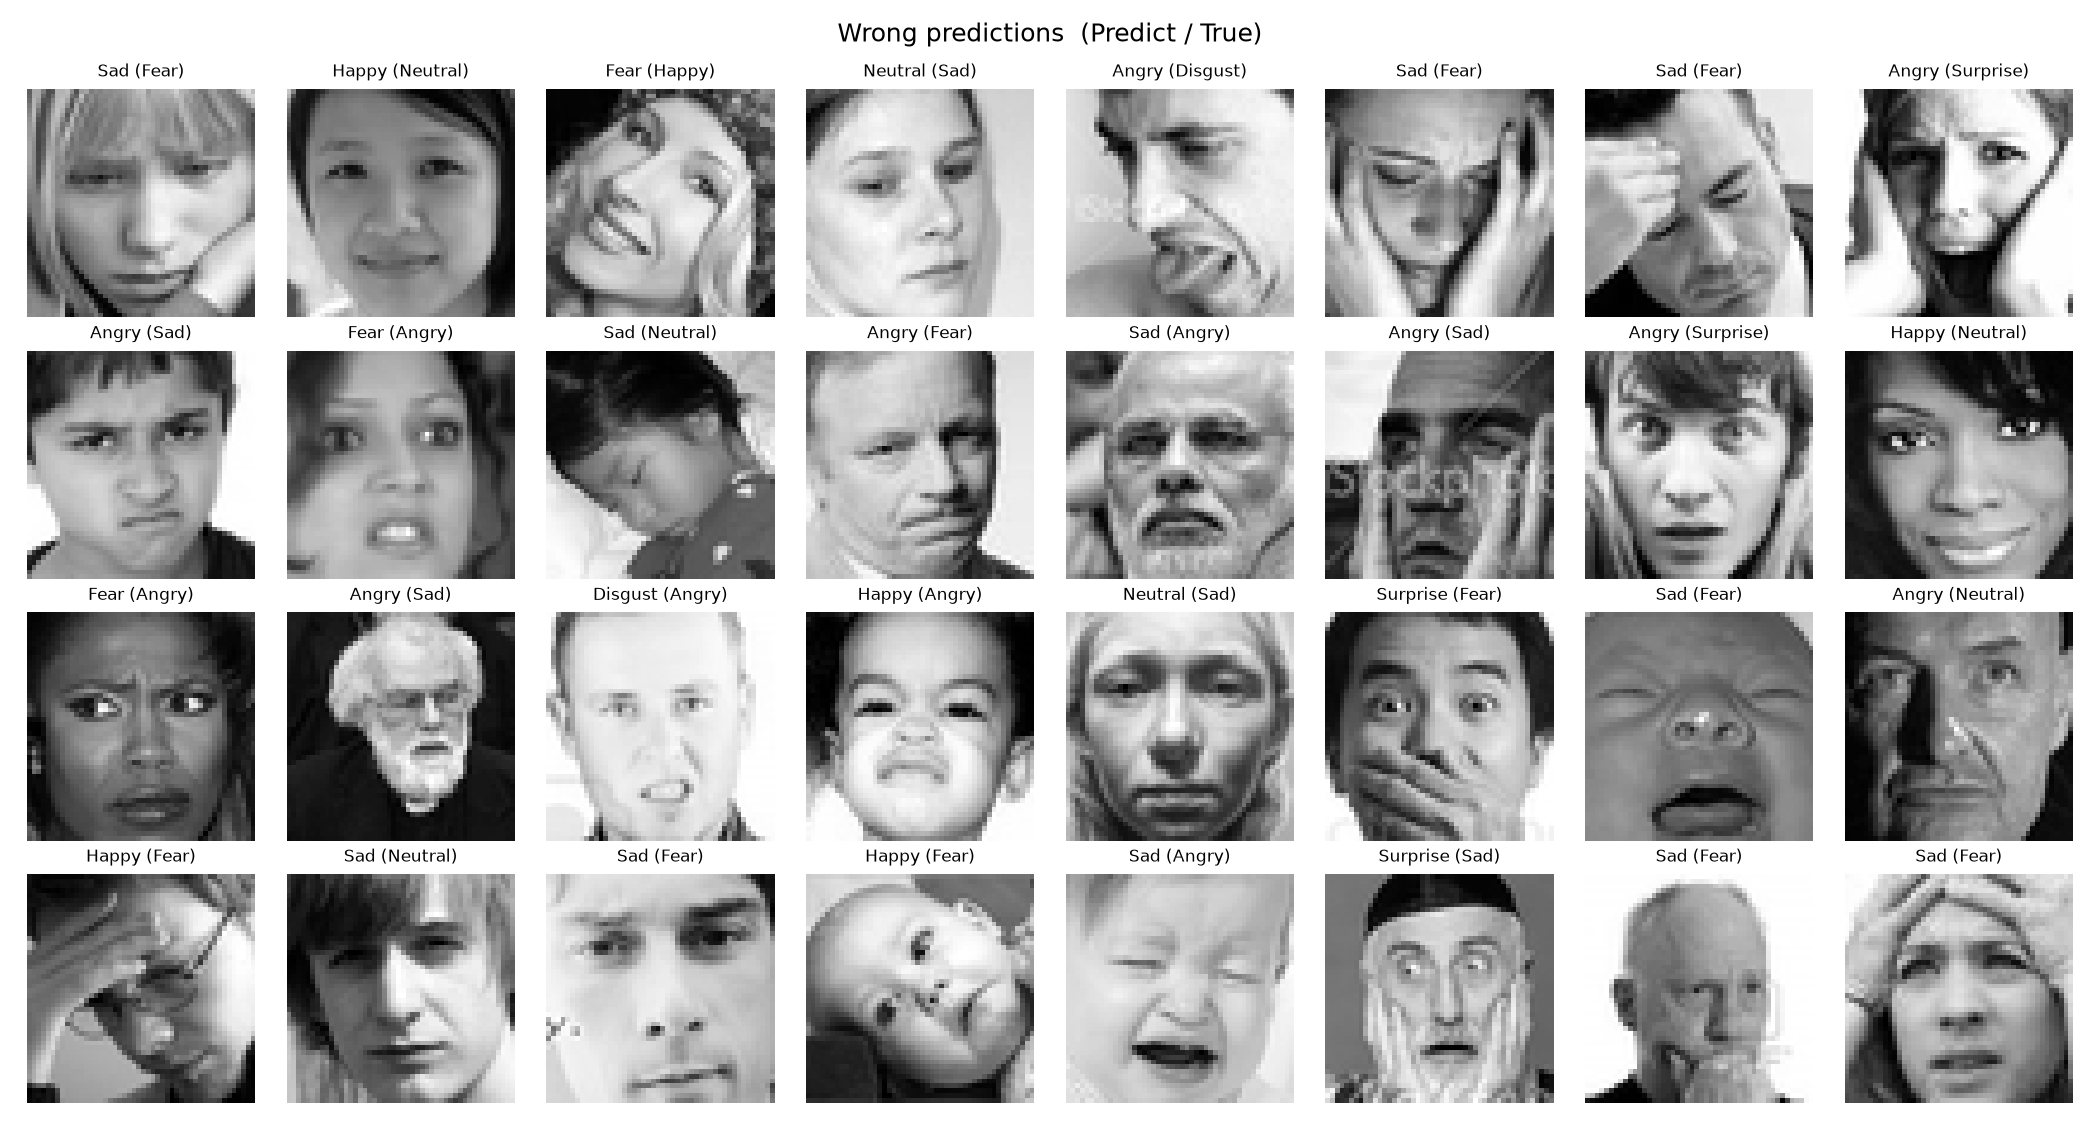 Wrong predictions (Predict / True)
Sad (Fear) Happy (Neutral) Fear (Happy) Neutral (Sad) Angry (Disgust) Sad (Fear) Sad (Fear) Angry (Surprise)
Angry (Sad) Fear (Angry) Sad (Neutral) Angry (Fear) Sad (Angry) Angry (Sad) Angry (Surprise) Happy (Neutral)
Fear (Angry) Angry (Sad) Disgust (Angry) Happy (Angry) Neutral (Sad) Surprise (Fear) Sad (Fear) Angry (Neutral)
Happy (Fear) Sad (Neutral) Sad (Fear) Happy (Fear) Sad (Angry) Surprise (Sad) Sad (Fear) Sad (Fear)